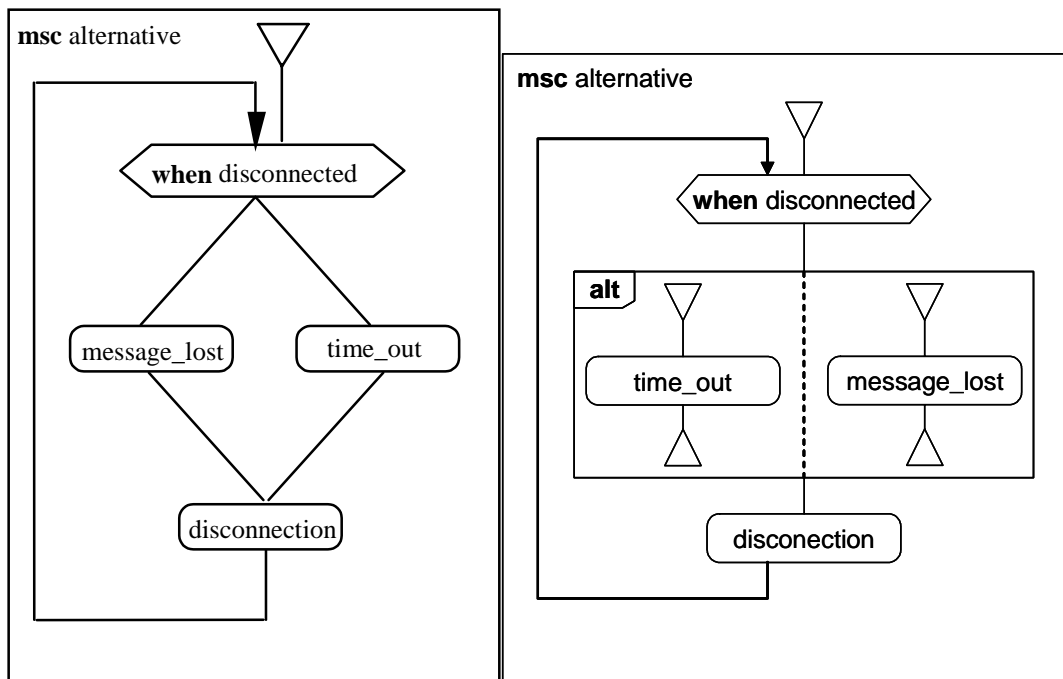 msc alternative
when disconnected
message_lost
time_out
disconnection
msc alternative
when disconnected
alt
time_out
message_lost
disconection